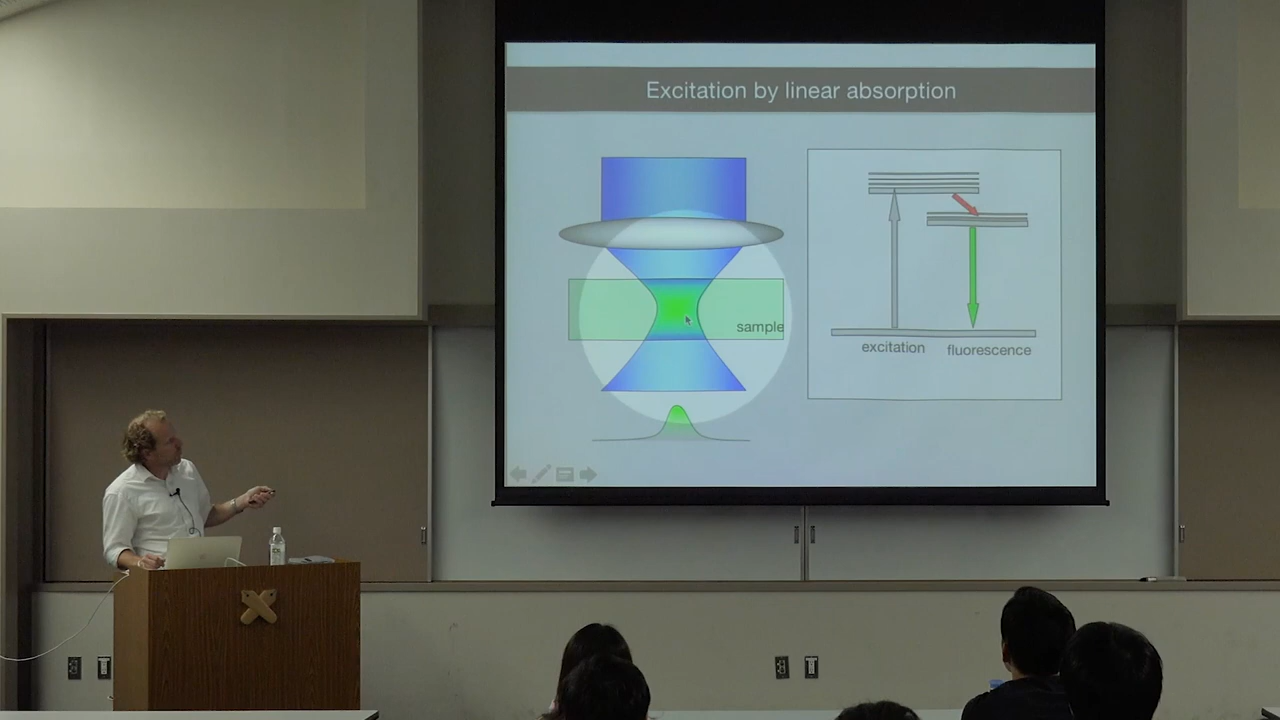 Excitation by linear absorption
sample
excitation
fluorescence